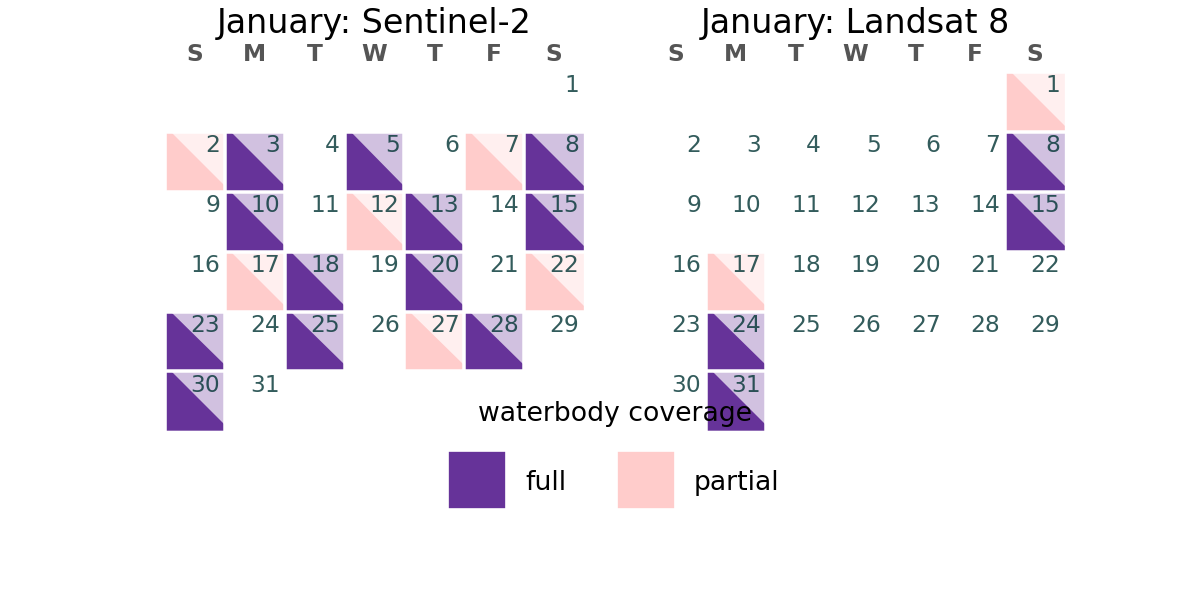 January: Sentinel-2
S M T W T F S
1
2 3 4 5 6 7 8
9 10 11 12 13 14 15
16 17 18 19 20 21 22
23 24 25 26 27 28 29
30 31
January: Landsat 8
S M T W T F S
1
2 3 4 5 6 7 8
9 10 11 12 13 14 15
16 17 18 19 20 21 22
23 24 25 26 27 28 29
30 31
waterbody coverage
full partial